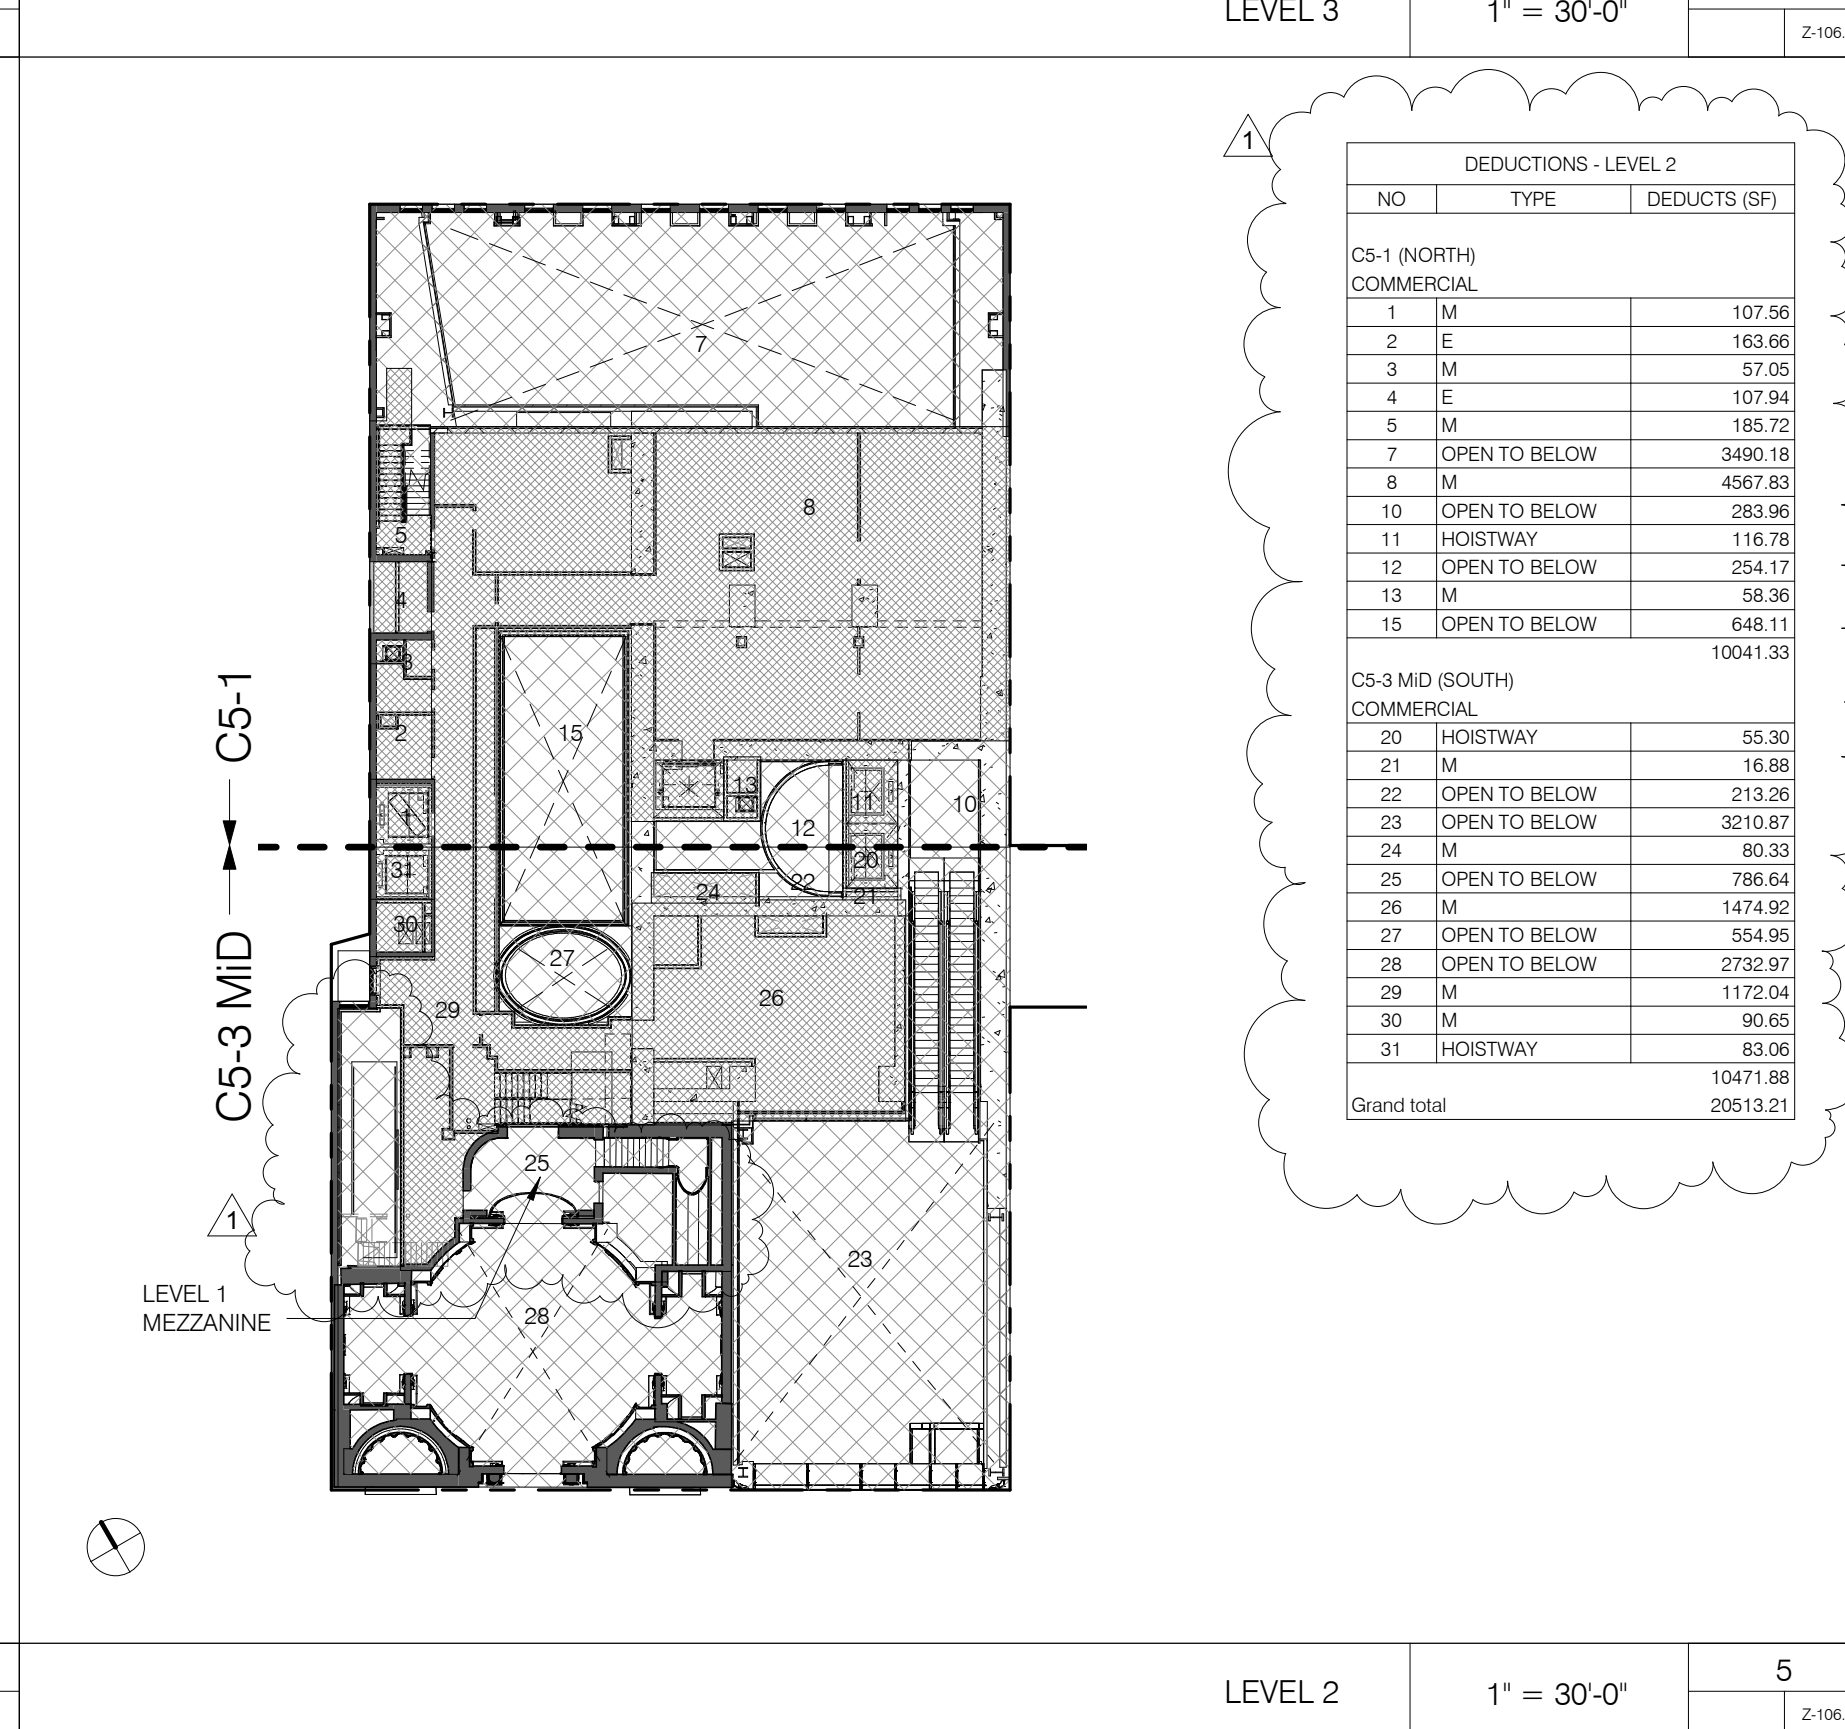 LEVEL 3
1" = 30'-0"
Z-106.
1
DEDUCTIONS - LEVEL 2
NO TYPE DEDUCTS (SF)
C5-1 (NORTH)
COMMERCIAL
1 M 107.56
2 E 163.66
3 M 57.05
4 E 107.94
5 M 185.72
7 OPEN TO BELOW 3490.18
8 M 4567.83
10 OPEN TO BELOW 283.96
11 HOISTWAY 116.78
12 OPEN TO BELOW 254.17
13 M 58.36
15 OPEN TO BELOW 648.11
10041.33
C5-3 MiD (SOUTH)
COMMERCIAL
20 HOISTWAY 55.30
21 M 16.88
22 OPEN TO BELOW 213.26
23 OPEN TO BELOW 3210.87
24 M 80.33
25 OPEN TO BELOW 786.64
26 M 1474.92
27 OPEN TO BELOW 554.95
28 OPEN TO BELOW 2732.97
29 M 1172.04
30 M 90.65
31 HOISTWAY 83.06
10471.88
Grand total 20513.21
7
8
5
4
3
2
15
1
13
11
10
12
20
31
22
24
21
30
27
26
29
25
23
28
C5-1
C5-3 MiD
1
LEVEL 1
MEZZANINE
LEVEL 2
1" = 30'-0"
5
Z-106.